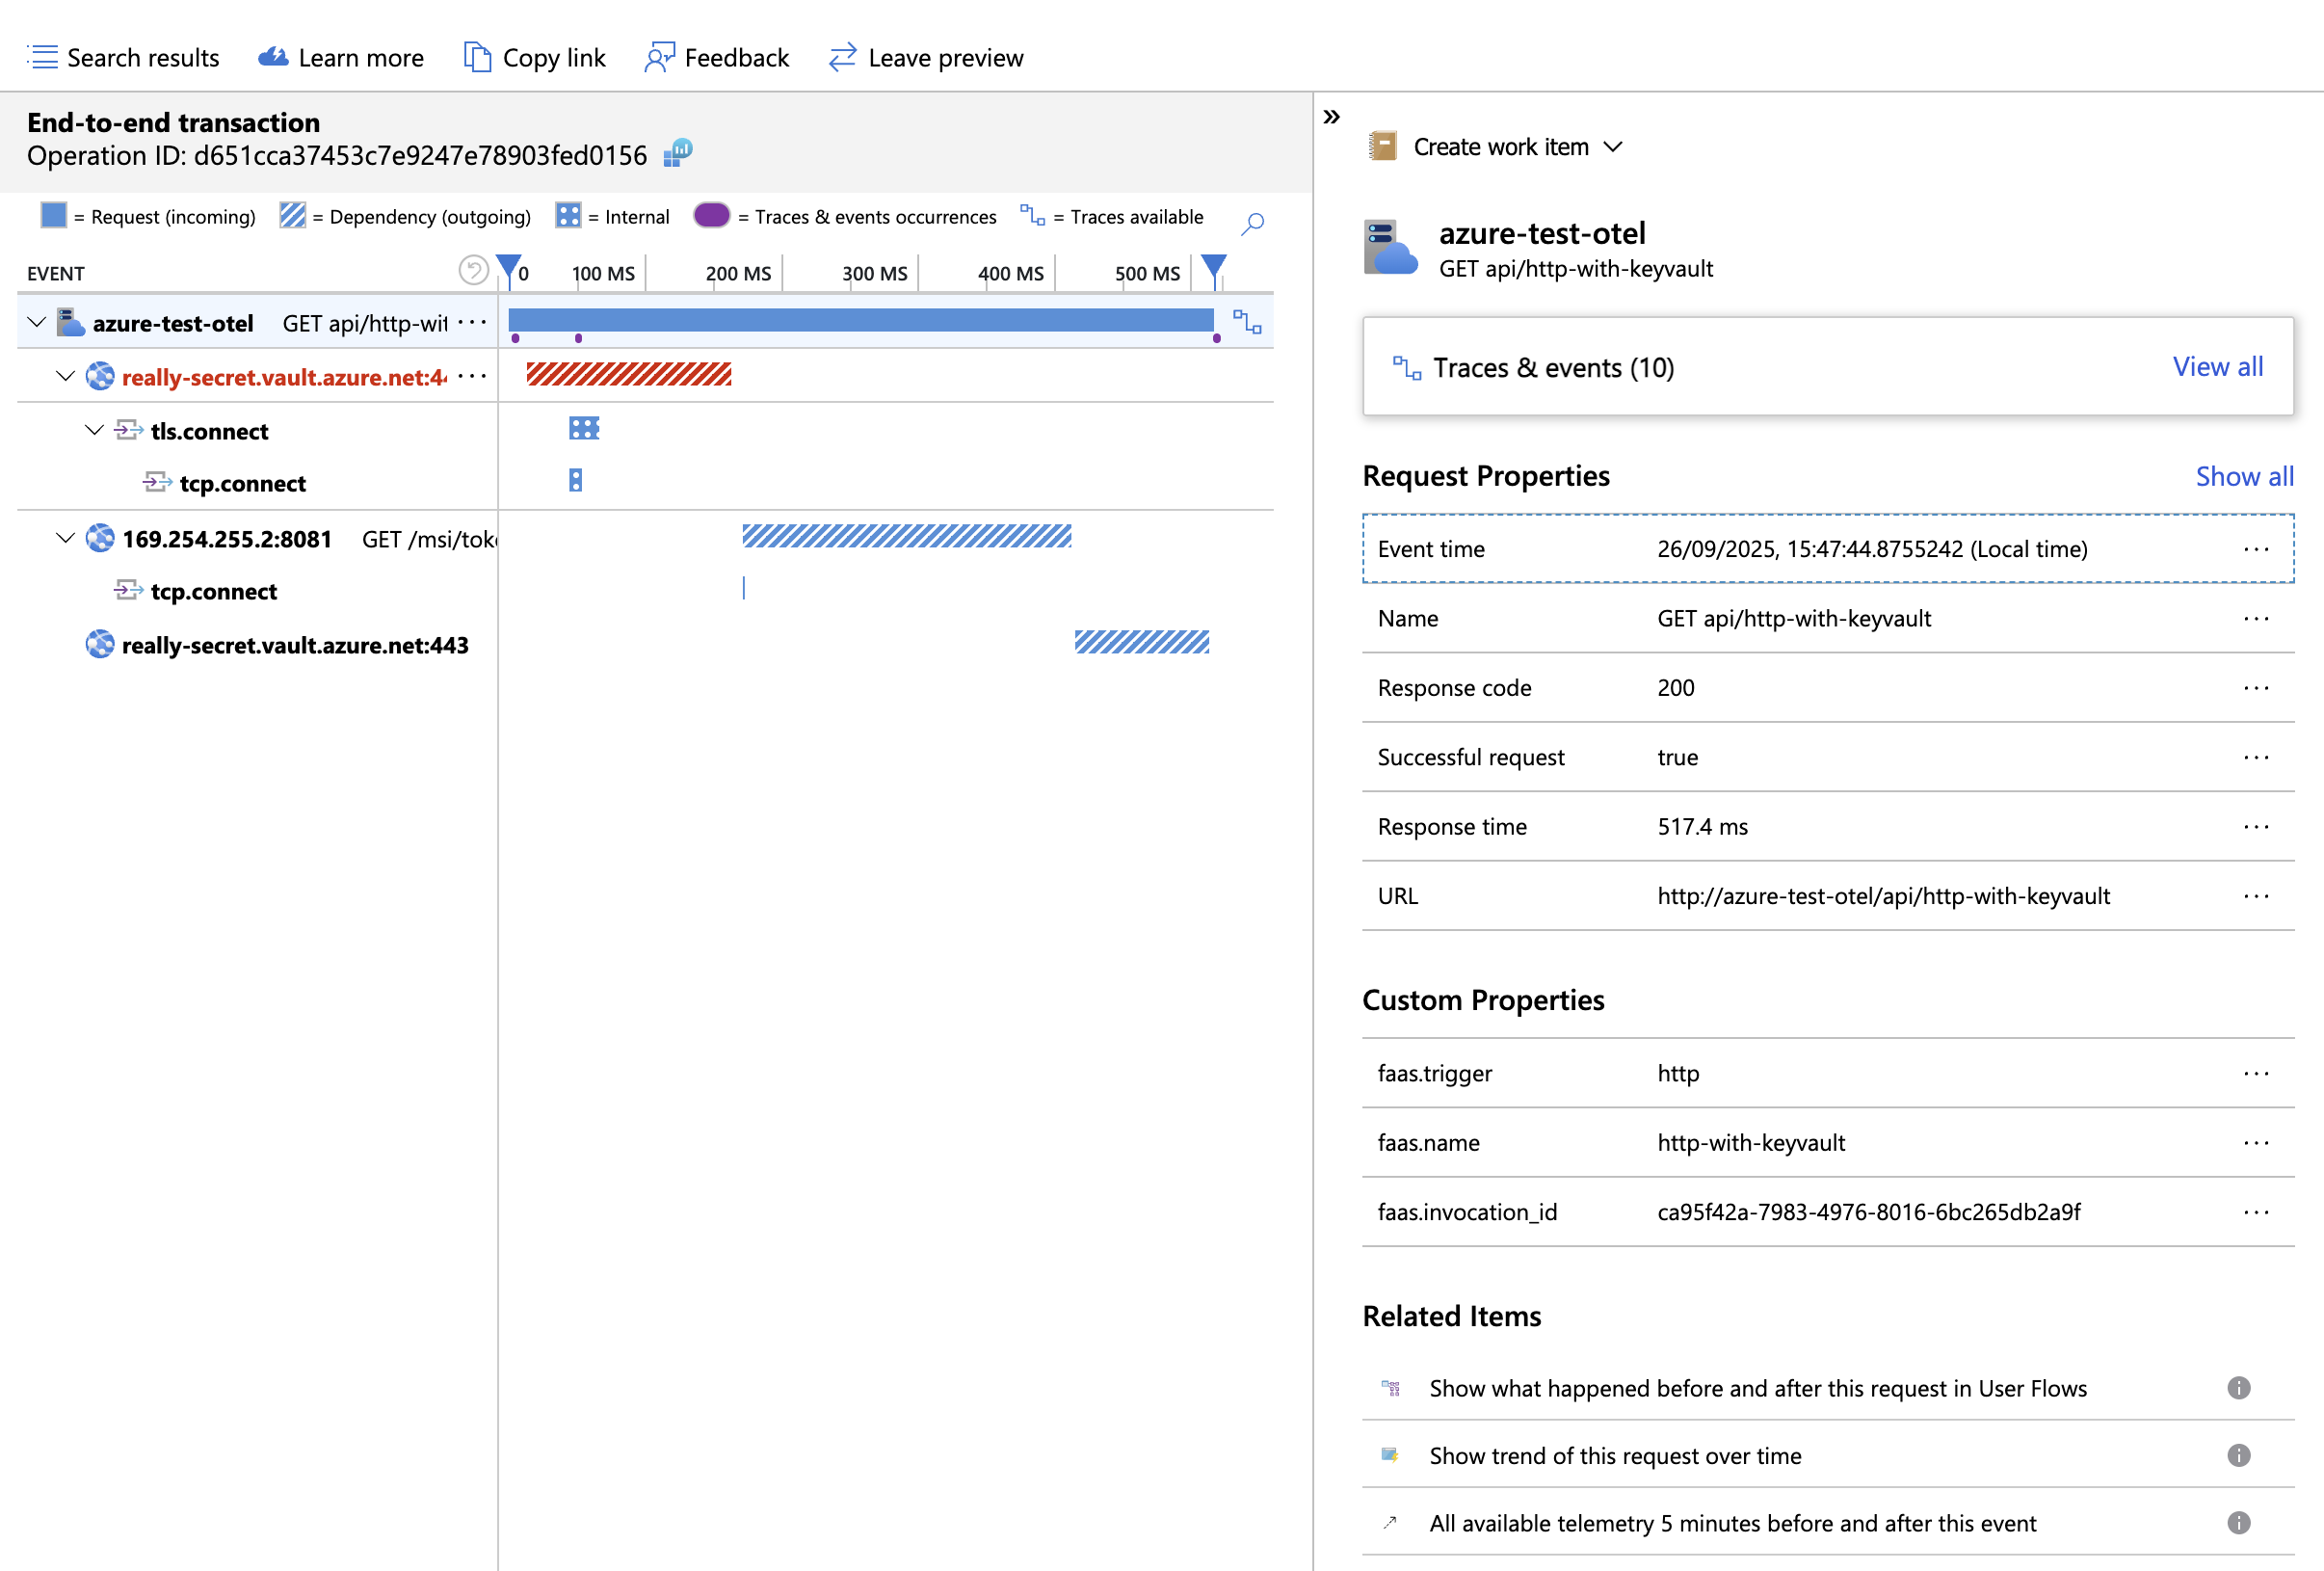 Search results Learn more Copy link Feedback Leave preview
End-to-end transaction
Operation ID: d651cca37453c7e9247e78903fed0156
= Request (incoming) = Dependency (outgoing) = Internal = Traces & events occurrences = Traces available
EVENT 0 100 MS 200 MS 300 MS 400 MS 500 MS
azure-test-otel GET api/http-wit ···
really-secret.vault.azure.net:4 ···
tls.connect
tcp.connect
169.254.255.2:8081 GET /msi/tok
tcp.connect
really-secret.vault.azure.net:443
»
Create work item
azure-test-otel
GET api/http-with-keyvault
Traces & events (10) View all
Request Properties Show all
Event time 26/09/2025, 15:47:44.8755242 (Local time) ···
Name GET api/http-with-keyvault ···
Response code 200 ···
Successful request true ···
Response time 517.4 ms ···
URL http://azure-test-otel/api/http-with-keyvault ···
Custom Properties
faas.trigger http ···
faas.name http-with-keyvault ···
faas.invocation_id ca95f42a-7983-4976-8016-6bc265db2a9f ···
Related Items
Show what happened before and after this request in User Flows
Show trend of this request over time
All available telemetry 5 minutes before and after this event